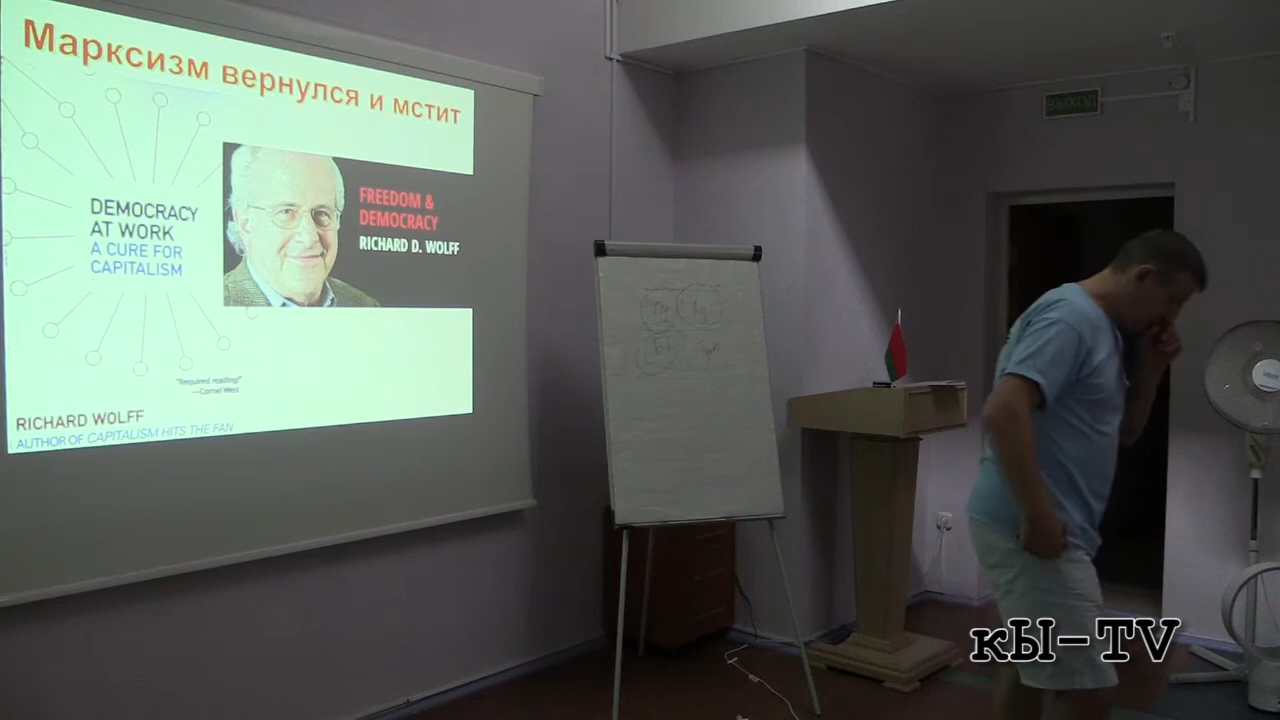 Марксизм вернулся и мстит
DEMOCRACY
AT WORK
A CURE FOR
CAPITALISM
FREEDOM &
DEMOCRACY
RICHARD D. WOLFF
"Required reading!"
—Cornel West
RICHARD WOLFF
AUTHOR OF CAPITALISM HITS THE FAN
ВЫХОД
кЫ-TV